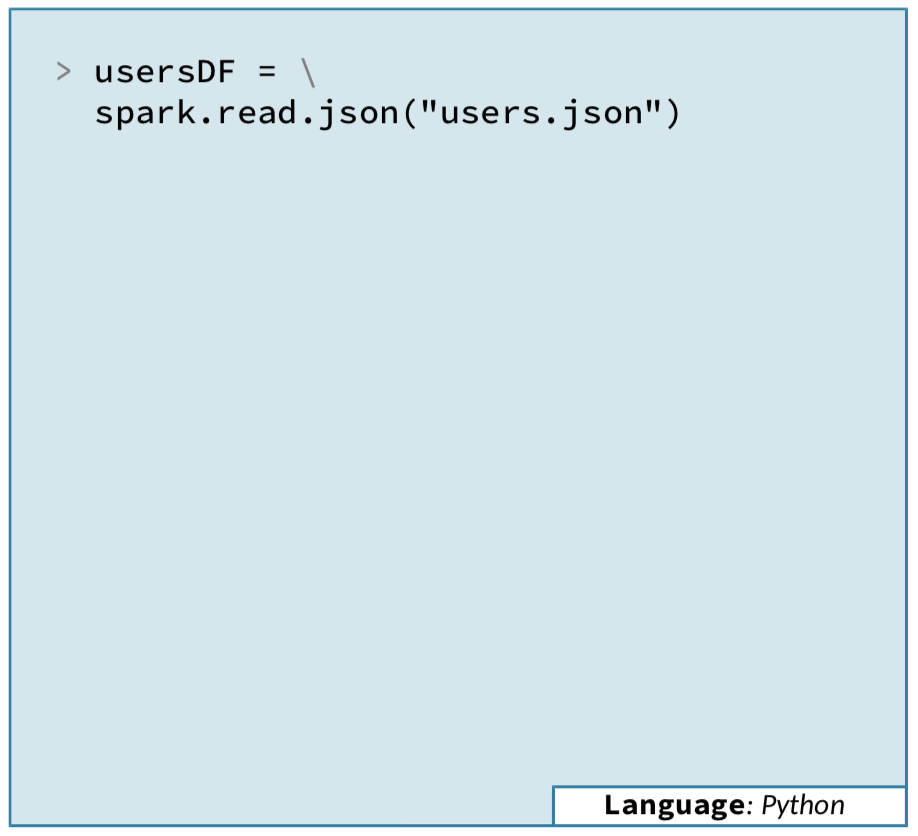 > usersDF = \
spark.read.json("users.json")
Language: Python